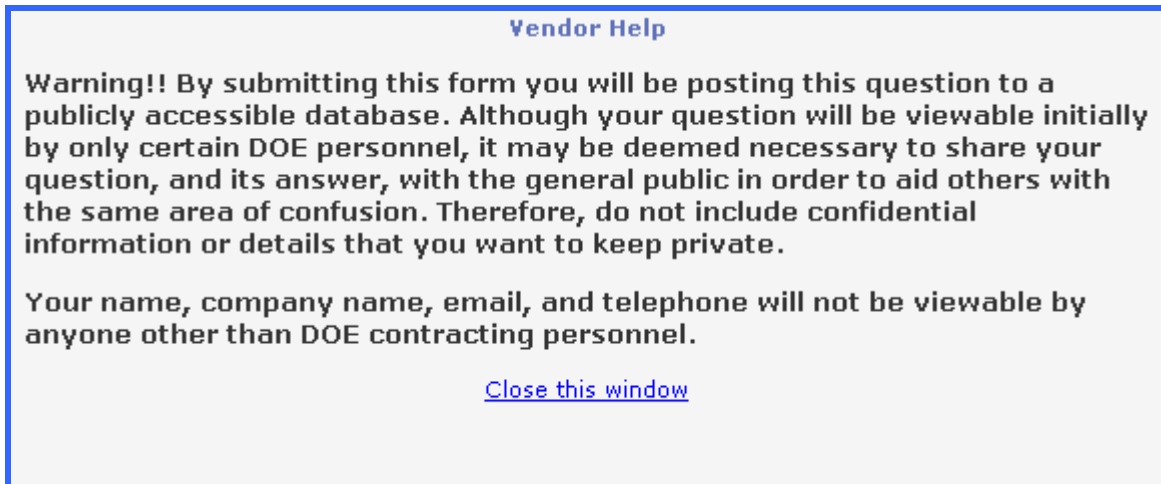 Vendor Help
Warning!! By submitting this form you will be posting this question to a
publicly accessible database. Although your question will be viewable initially
by only certain DOE personnel, it may be deemed necessary to share your
question, and its answer, with the general public in order to aid others with
the same area of confusion. Therefore, do not include confidential
information or details that you want to keep private.
Your name, company name, email, and telephone will not be viewable by
anyone other than DOE contracting personnel.
Close this window